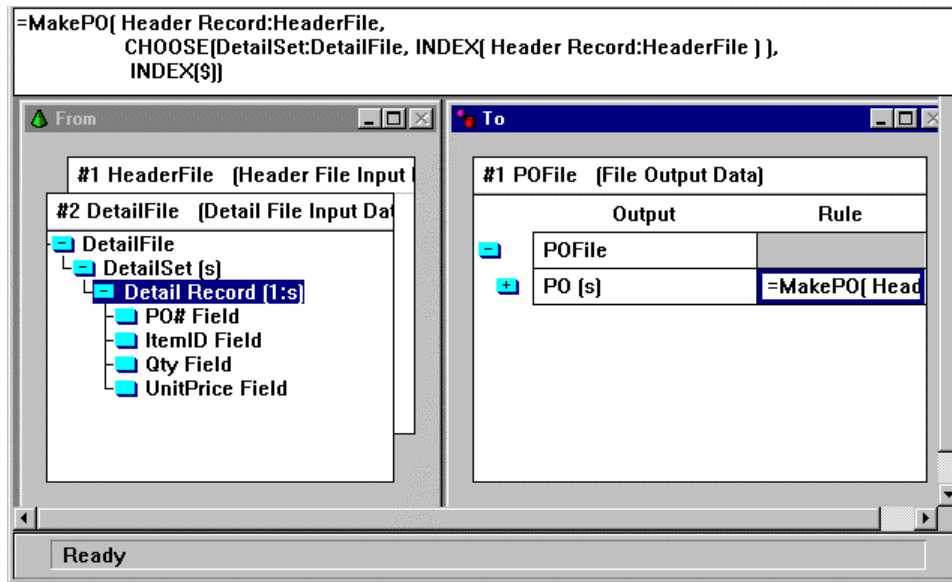 =MakePO( Header Record:HeaderFile,
CHOOSE(DetailSet:DetailFile, INDEX( Header Record:HeaderFile ) ),
INDEX($))
From
#1 HeaderFile (Header File Input
#2 DetailFile (Detail File Input Dat
DetailFile
DetailSet (s)
Detail Record (1:s)
PO# Field
ItemID Field
Qty Field
UnitPrice Field
To
#1 POFile (File Output Data)
Output Rule
POFile
PO (s) =MakePO( Head
Ready